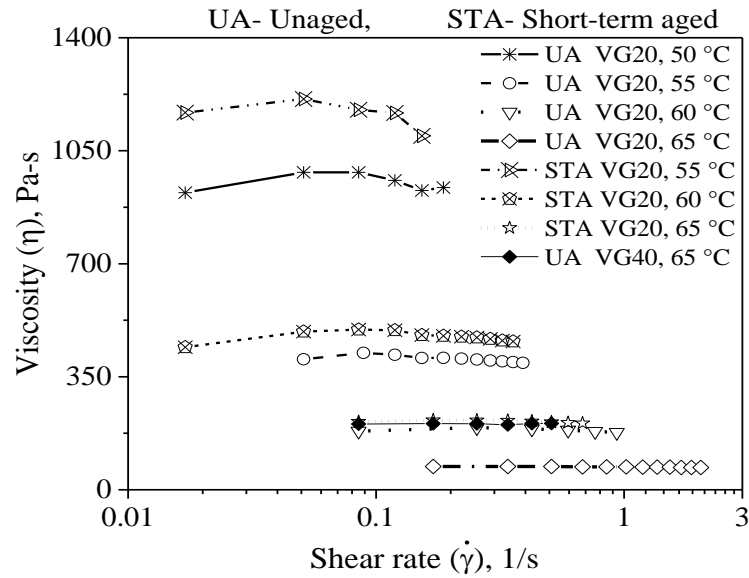 UA- Unaged, STA- Short-term aged
1400
1050
700
350
0
Viscosity (η), Pa-s
UA VG20, 50 °C
UA VG20, 55 °C
UA VG20, 60 °C
UA VG20, 65 °C
STA VG20, 55 °C
STA VG20, 60 °C
STA VG20, 65 °C
UA VG40, 65 °C
0.01 0.1 1 3
Shear rate (γ̇), 1/s